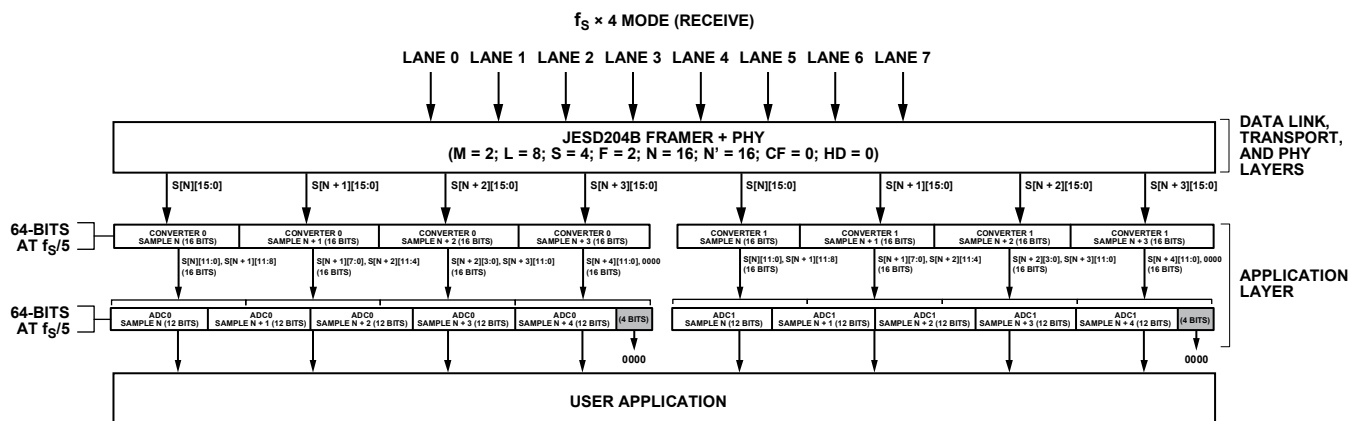 fS × 4 MODE (RECEIVE)
LANE 0 LANE 1 LANE 2 LANE 3 LANE 4 LANE 5 LANE 6 LANE 7
JESD204B FRAMER + PHY
(M = 2; L = 8; S = 4; F = 2; N = 16; N' = 16; CF = 0; HD = 0)
DATA LINK,
TRANSPORT,
AND PHY
LAYERS
S[N][15:0] S[N + 1][15:0] S[N + 2][15:0] S[N + 3][15:0] S[N][15:0] S[N + 1][15:0] S[N + 2][15:0] S[N + 3][15:0]
64-BITS
AT fS/5
CONVERTER 0 CONVERTER 0 CONVERTER 0 CONVERTER 0 CONVERTER 1 CONVERTER 1 CONVERTER 1 CONVERTER 1
SAMPLE N (16 BITS) SAMPLE N + 1 (16 BITS) SAMPLE N + 2 (16 BITS) SAMPLE N + 3 (16 BITS) SAMPLE N (16 BITS) SAMPLE N + 1 (16 BITS) SAMPLE N + 2 (16 BITS) SAMPLE N + 3 (16 BITS)
S[N][11:0], S[N + 1][11:8] S[N + 1][7:0], S[N + 2][11:4] S[N + 2][3:0], S[N + 3][11:0] S[N + 4][11:0], 0000 S[N][11:0], S[N + 1][11:8] S[N + 1][7:0], S[N + 2][11:4] S[N + 2][3:0], S[N + 3][11:0] S[N + 4][11:0], 0000
(16 BITS) (16 BITS) (16 BITS) (16 BITS) (16 BITS) (16 BITS) (16 BITS) (16 BITS)
APPLICATION
LAYER
64-BITS
AT fS/5
ADC0 ADC0 ADC0 ADC0 ADC0 ADC1 ADC1 ADC1 ADC1 ADC1
SAMPLE N (12 BITS) SAMPLE N + 1 (12 BITS) SAMPLE N + 2 (12 BITS) SAMPLE N + 3 (12 BITS) SAMPLE N + 4 (12 BITS) (4 BITS) SAMPLE N (12 BITS) SAMPLE N + 1 (12 BITS) SAMPLE N + 2 (12 BITS) SAMPLE N + 3 (12 BITS) SAMPLE N + 4 (12 BITS) (4 BITS)
0000 0000
USER APPLICATION